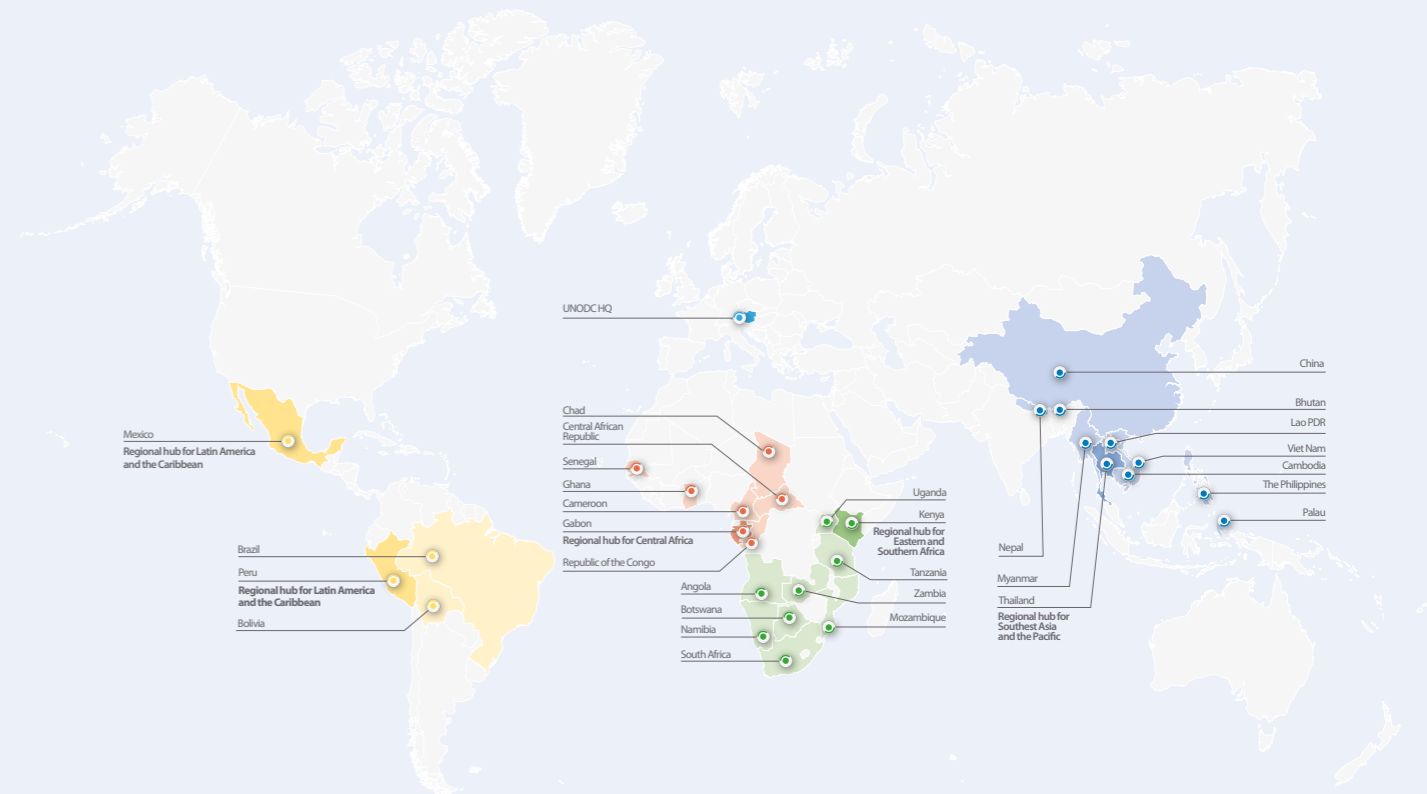 UNODC HQ
China
Bhutan
Lao PDR
Viet Nam
Cambodia
The Philippines
Palau
Nepal
Myanmar
Thailand
Regional hub for
Southest Asia
and the Pacific
Mexico
Regional hub for Latin America
and the Caribbean
Brazil
Peru
Regional hub for Latin America
and the Caribbean
Bolivia
Chad
Central African
Republic
Senegal
Ghana
Cameroon
Gabon
Regional hub for Central Africa
Republic of the Congo
Uganda
Kenya
Regional hub for
Eastern and
Southern Africa
Tanzania
Zambia
Mozambique
Angola
Botswana
Namibia
South Africa